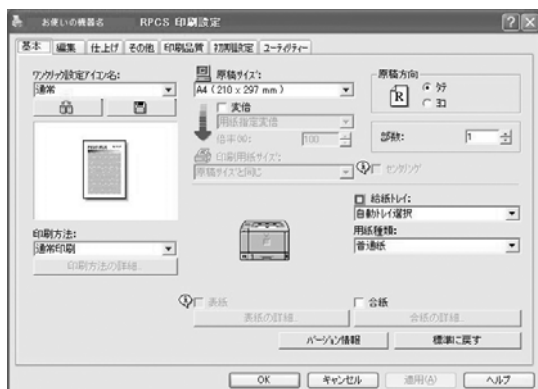 お使いの機器名 RPCS 印刷設定
基本 編集 仕上げ その他 印刷品質 初期設定 ユーティリティー
ワンクリック設定アイコン名:
通常
印刷方法:
通常印刷
印刷方法の詳細...
原稿サイズ:
A4 (210 x 297 mm)
変倍
用紙指定変倍
倍率(%): 100
印刷用紙サイズ:
原稿サイズと同じ
原稿方向
R
タテ
ヨコ
部数: 1
センタリング
給紙トレイ:
自動トレイ選択
用紙種類:
普通紙
表紙
表紙の詳細...
合紙
合紙の詳細...
バージョン情報 標準に戻す
OK キャンセル 適用(A) ヘルプ